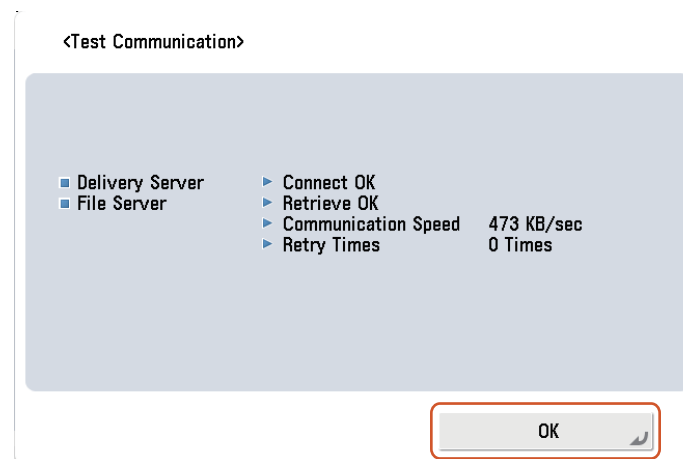 <Test Communication>
Delivery Server Connect OK
File Server Retrieve OK
Communication Speed 473 KB/sec
Retry Times 0 Times
OK